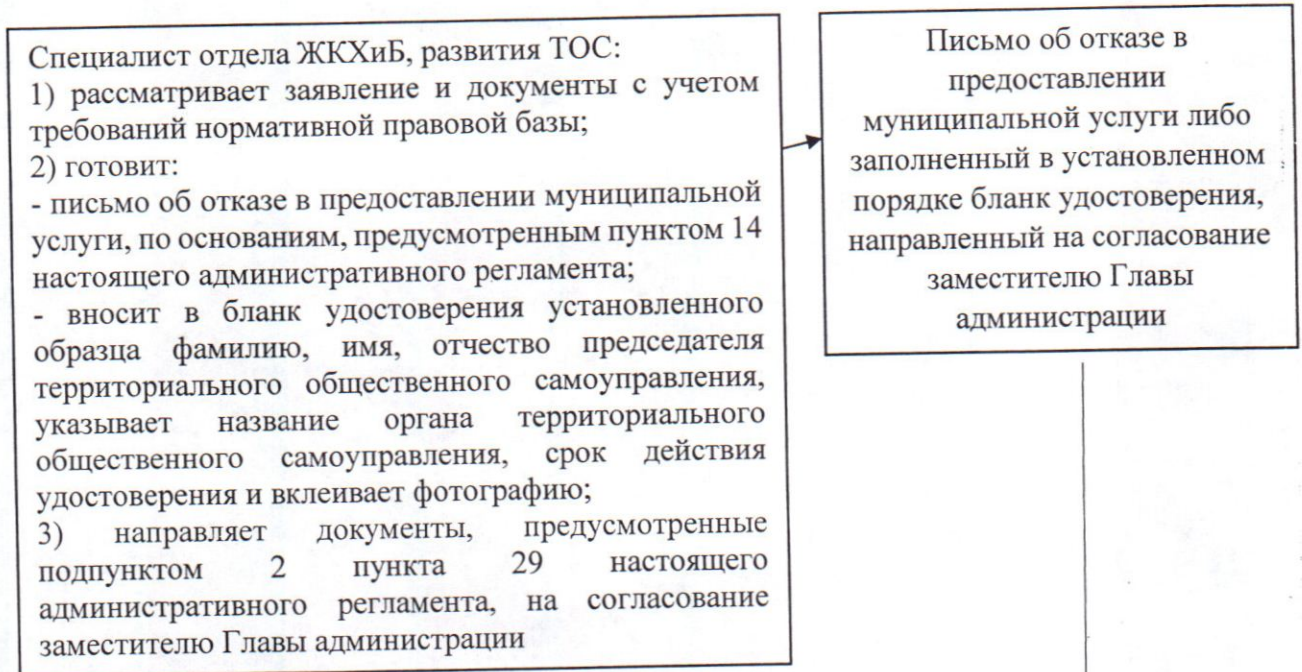 Специалист отдела ЖКХиБ, развития ТОС:
1) рассматривает заявление и документы с учетом
требований нормативной правовой базы;
2) готовит:
- письмо об отказе в предоставлении муниципальной
услуги, по основаниям, предусмотренным пунктом 14
настоящего административного регламента;
- вносит в бланк удостоверения установленного
образца фамилию, имя, отчество председателя
территориального общественного самоуправления,
указывает название органа территориального
общественного самоуправления, срок действия
удостоверения и вклеивает фотографию;
3) направляет документы, предусмотренные
подпунктом 2 пункта 29 настоящего
административного регламента, на согласование
заместителю Главы администрации
Письмо об отказе в
предоставлении
муниципальной услуги либо
заполненный в установленном
порядке бланк удостоверения,
направленный на согласование
заместителю Главы
администрации